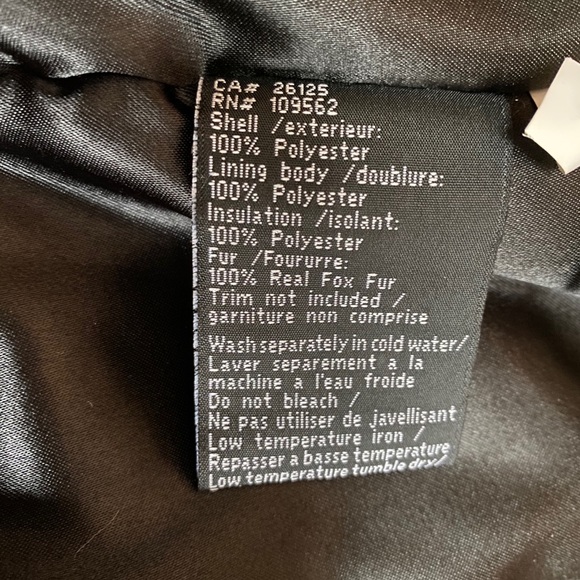 CA# 26125
RN# 109562
Shell /exterieur:
100% Polyester
Lining body /doublure:
100% Polyester
Insulation /isolant:
100% Polyester
Fur /Foururre:
100% Real Fox Fur
Trim not included /
garniture non comprise
Wash separately in cold water/
Laver separement a la
machine a l'eau froide
Do not bleach /
Ne pas utiliser de javellisant
Low temperature iron /
Repasser a basse temperature
Low temperature tumble dry/